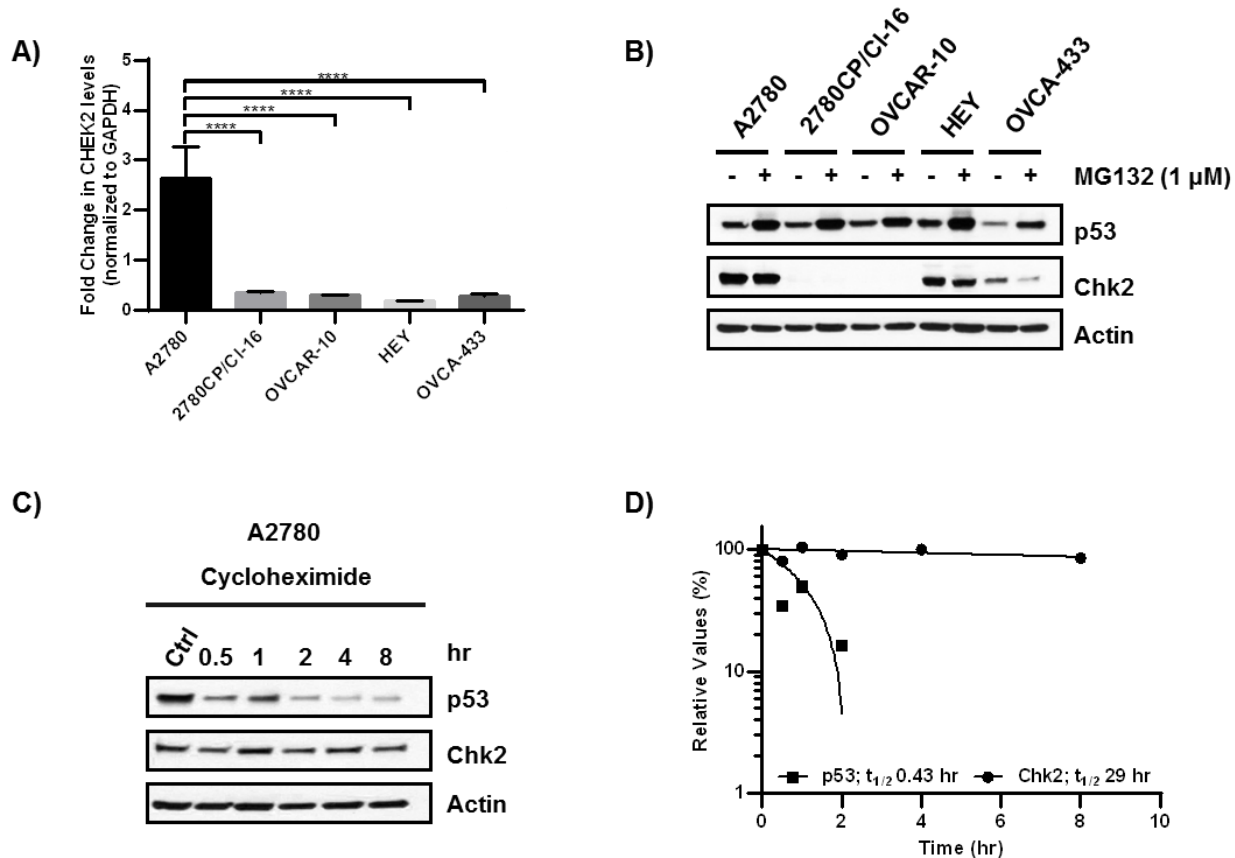 A)
Fold Change in CHEK2 levels
(normalized to GAPDH)
5
4
3
2
1
0
****
****
****
****
A2780
2780CP/CI-16
OVCAR-10
HEY
OVCA-433
B)
A2780
2780CP/CI-16
OVCAR-10
HEY
OVCA-433
- + - + - + - + - + MG132 (1 µM)
p53
Chk2
Actin
C)
A2780
Cycloheximide
Ctrl 0.5 1 2 4 8 hr
p53
Chk2
Actin
D)
Relative Values (%)
100
10
1
p53; t1/2 0.43 hr Chk2; t1/2 29 hr
0 2 4 6 8 10
Time (hr)